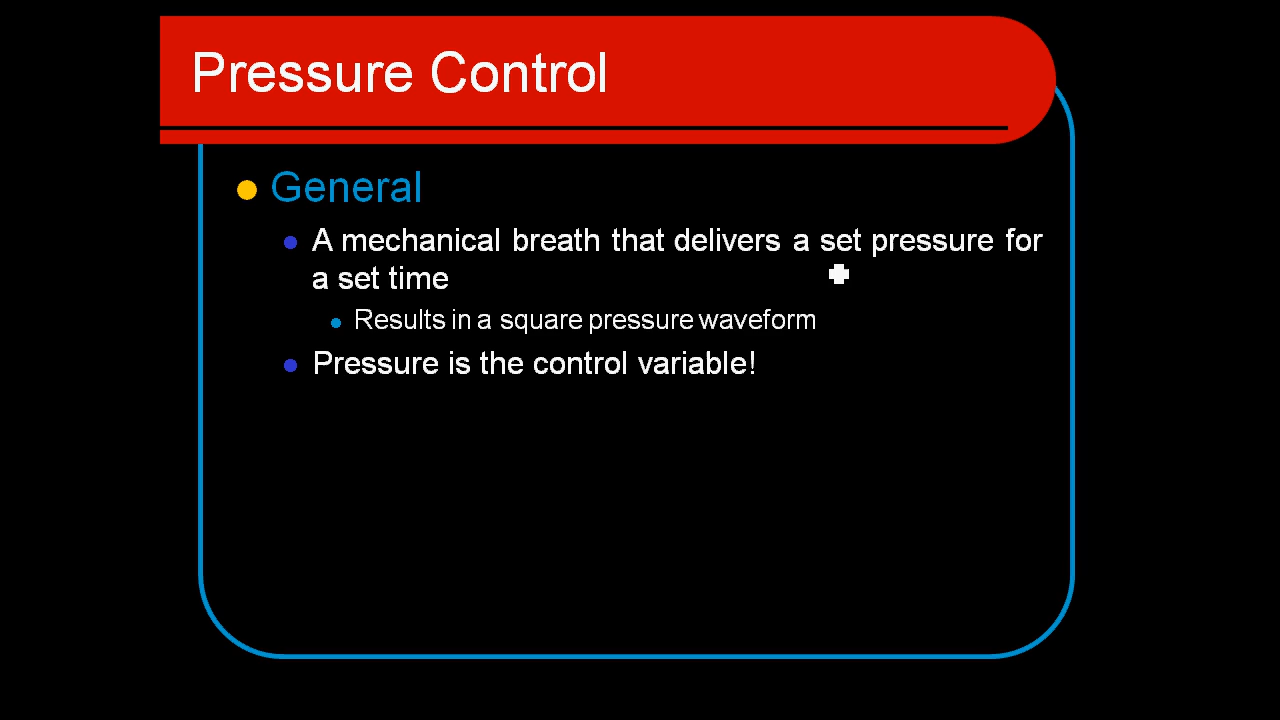 Pressure Control
General
A mechanical breath that delivers a set pressure for
a set time
Results in a square pressure waveform
Pressure is the control variable!